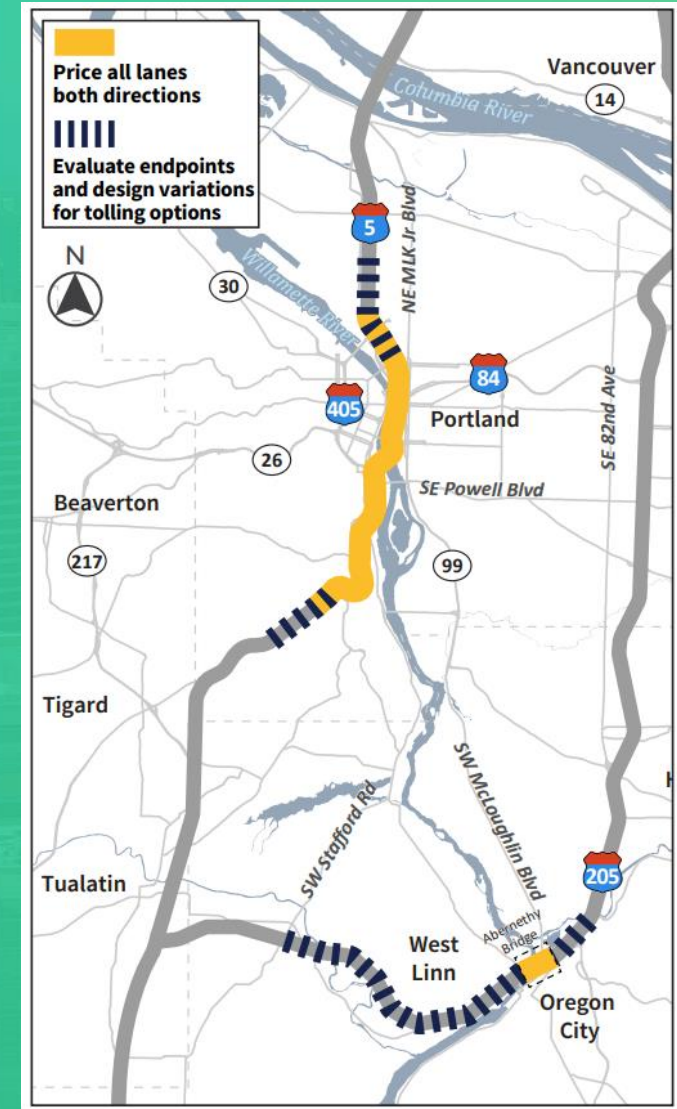 Price all lanes
both directions
Evaluate endpoints
and design variations
for tolling options
N
Vancouver
14
Columbia River
5
NE MLK Jr Blvd
30
Willamette River
84
405
Portland
SE 82nd Ave
26
SE Powell Blvd
Beaverton
217
99
Tigard
SW Stafford Rd
SW McLoughlin Blvd
Tualatin
205
Abernethy
Bridge
West
Linn
Oregon
City